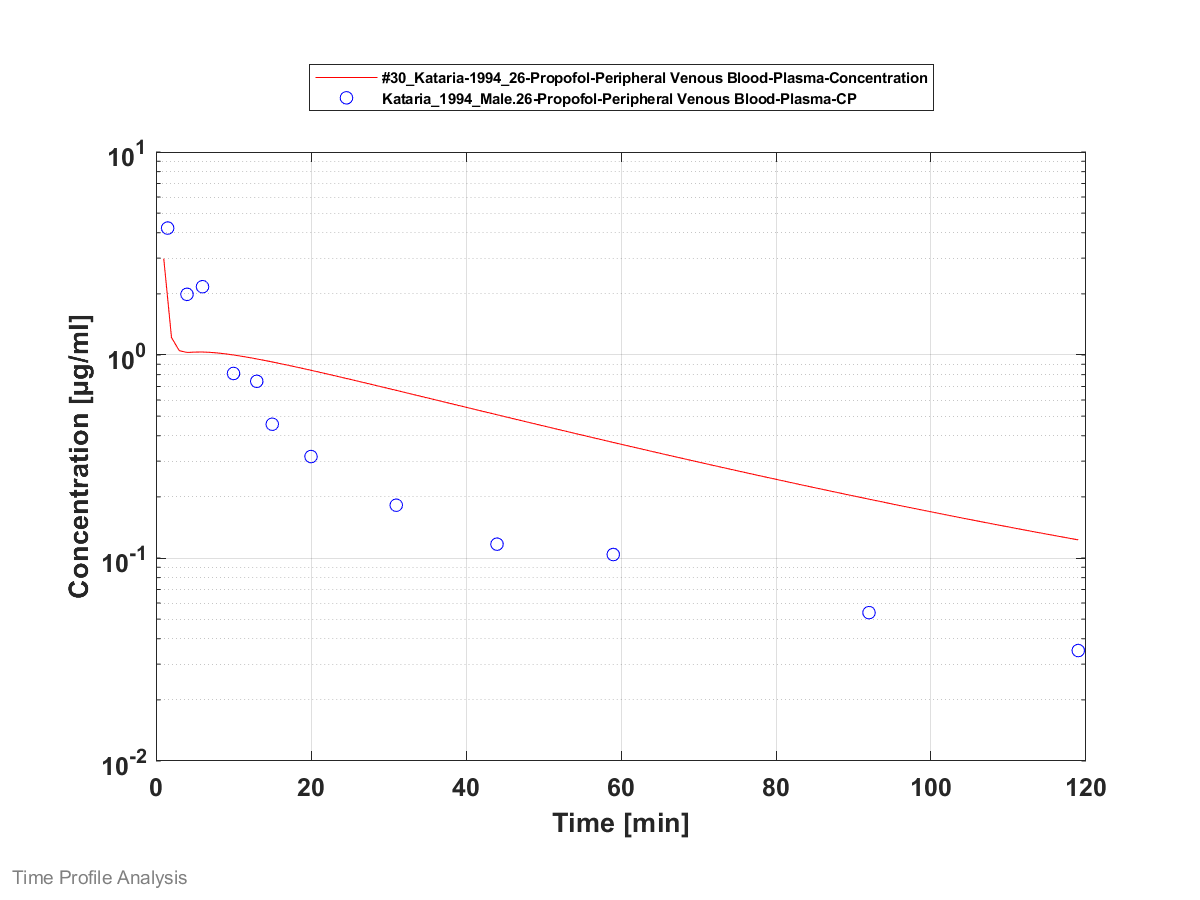 #30_Kataria-1994_26-Propofol-Peripheral Venous Blood-Plasma-Concentration
Kataria_1994_Male.26-Propofol-Peripheral Venous Blood-Plasma-CP
10^1
10^0
10^-1
10^-2
Concentration [µg/ml]
0 20 40 60 80 100 120
Time [min]
Time Profile Analysis